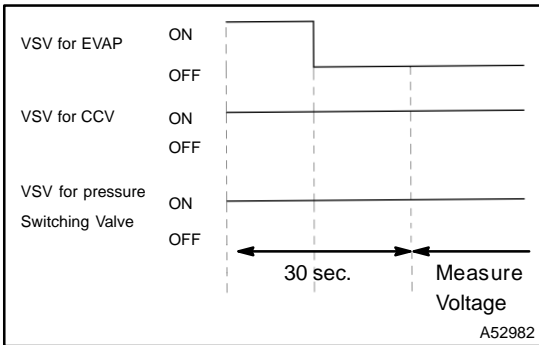 VSV for EVAP
ON
OFF
VSV for CCV
ON
OFF
VSV for pressure
Switching Valve
ON
OFF
30 sec.
Measure
Voltage
A52982